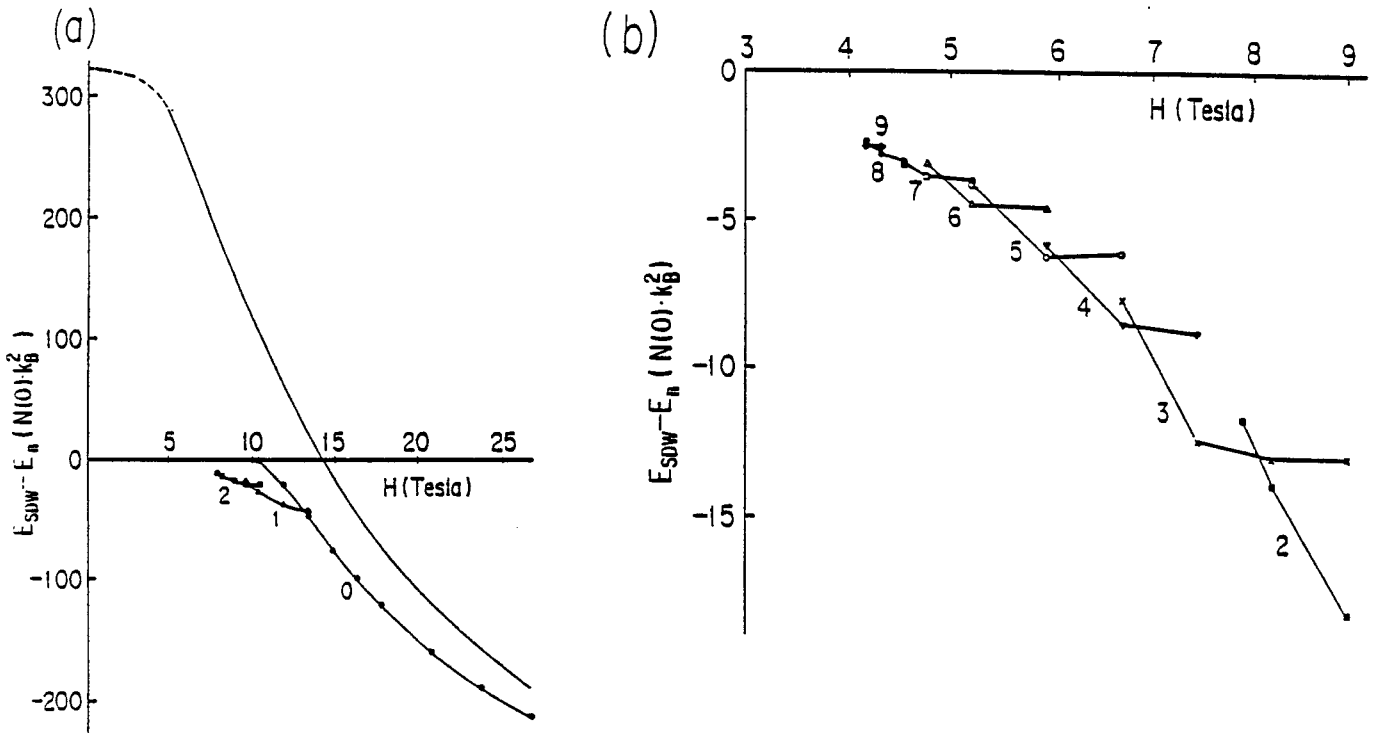 (a)
300
200
100
0
-100
-200
5 10 15 20 25
H (Tesla)
E_SDW - E_n (N(0)·k_B^2)
2
1
0
(b)
3 4 5 6 7 8 9
H (Tesla)
0
-5
-10
-15
E_SDW - E_n (N(0)·k_B^2)
9
8
7
6
5
4
3
2